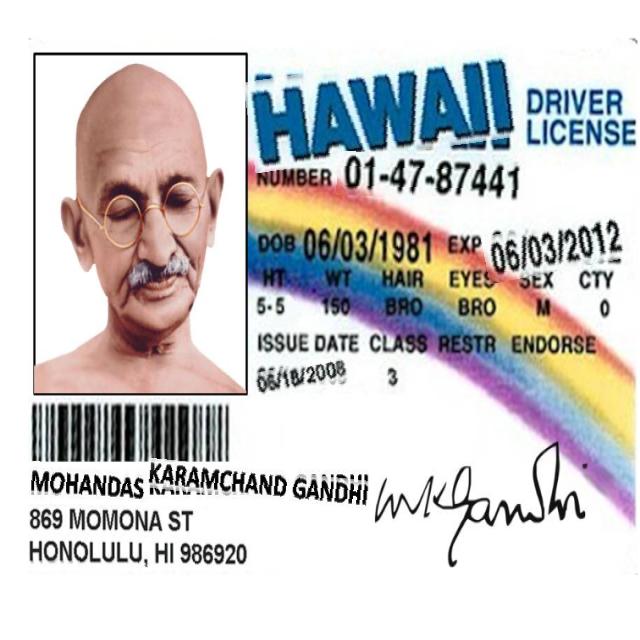 HAWAII DRIVER LICENSE
NUMBER 01-47-87441
DOB 06/03/1981 EXP 06/03/2012
HT WT HAIR EYES SEX CTY
5-5 150 BRO BRO M 0
ISSUE DATE CLASS RESTR ENDORSE
06/18/2008 3
MOHANDAS KARAMCHAND GANDHI
mkgandhi
869 MOMONA ST
HONOLULU, HI 986920